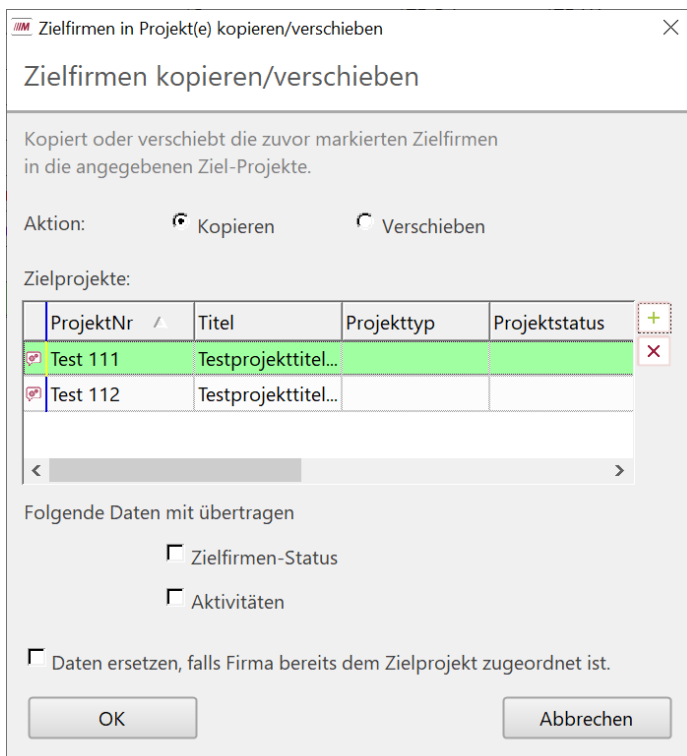 Zielfirmen in Projekt(e) kopieren/verschieben
Zielfirmen kopieren/verschieben
Kopiert oder verschiebt die zuvor markierten Zielfirmen
in die angegebenen Ziel-Projekte.
Aktion: Kopieren Verschieben
Zielprojekte:
ProjektNr Titel Projekttyp Projektstatus
Test 111 Testprojekttitel...
Test 112 Testprojekttitel...
Folgende Daten mit übertragen
Zielfirmen-Status
Aktivitäten
Daten ersetzen, falls Firma bereits dem Zielprojekt zugeordnet ist.
OK Abbrechen